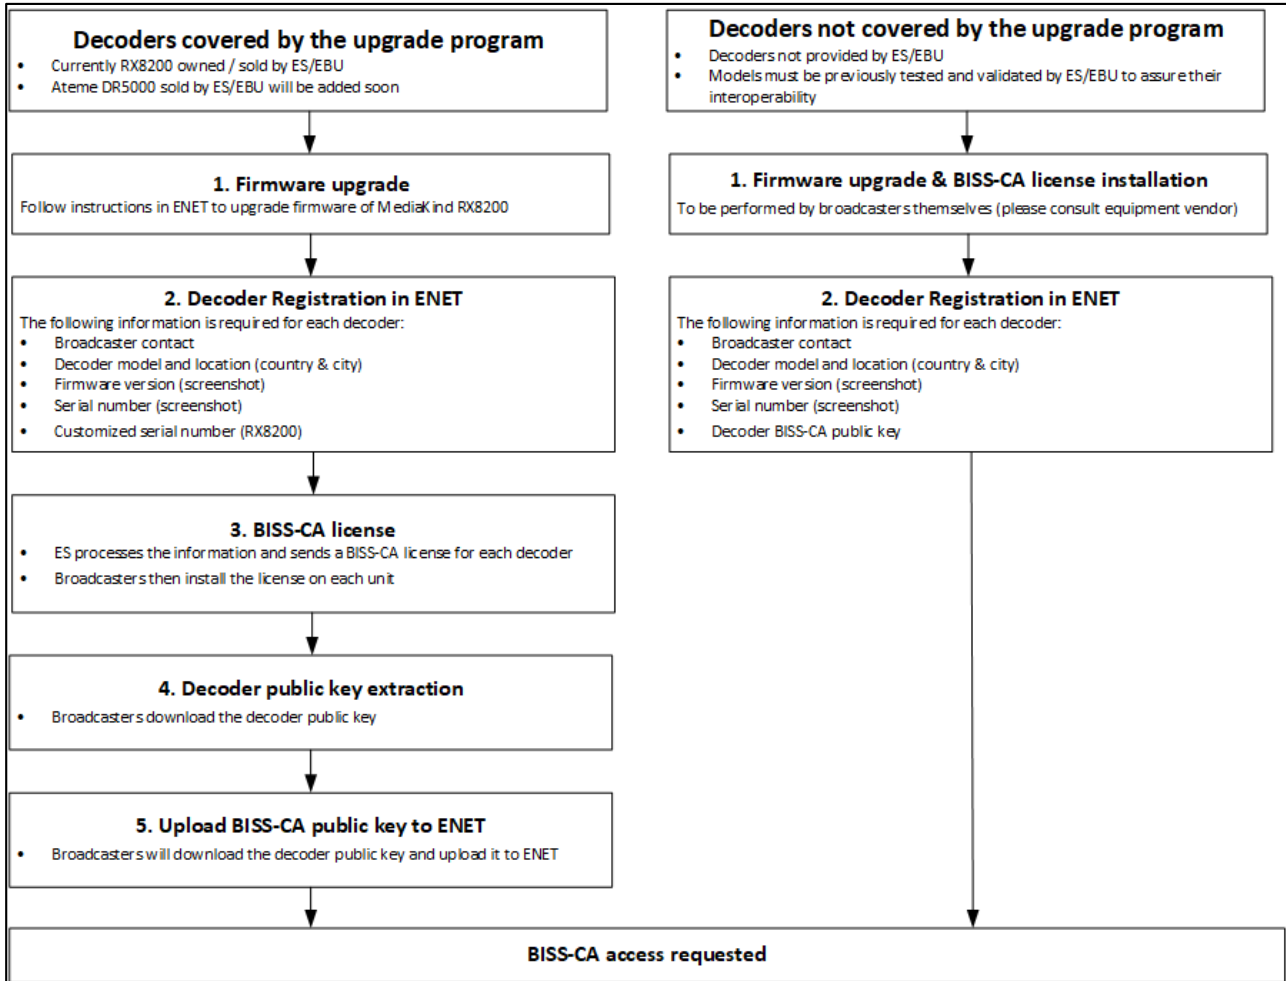 Decoders covered by the upgrade program
• Currently RX8200 owned / sold by ES/EBU
• Ateme DR5000 sold by ES/EBU will be added soon
1. Firmware upgrade
Follow instructions in ENET to upgrade firmware of MediaKind RX8200
2. Decoder Registration in ENET
The following information is required for each decoder:
• Broadcaster contact
• Decoder model and location (country & city)
• Firmware version (screenshot)
• Serial number (screenshot)
• Customized serial number (RX8200)
3. BISS-CA license
• ES processes the information and sends a BISS-CA license for each decoder
• Broadcasters then install the license on each unit
4. Decoder public key extraction
• Broadcasters download the decoder public key
5. Upload BISS-CA public key to ENET
• Broadcasters will download the decoder public key and upload it to ENET
Decoders not covered by the upgrade program
• Decoders not provided by ES/EBU
• Models must be previously tested and validated by ES/EBU to assure their
interoperability
1. Firmware upgrade & BISS-CA license installation
To be performed by broadcasters themselves (please consult equipment vendor)
2. Decoder Registration in ENET
The following information is required for each decoder:
• Broadcaster contact
• Decoder model and location (country & city)
• Firmware version (screenshot)
• Serial number (screenshot)
• Decoder BISS-CA public key
BISS-CA access requested